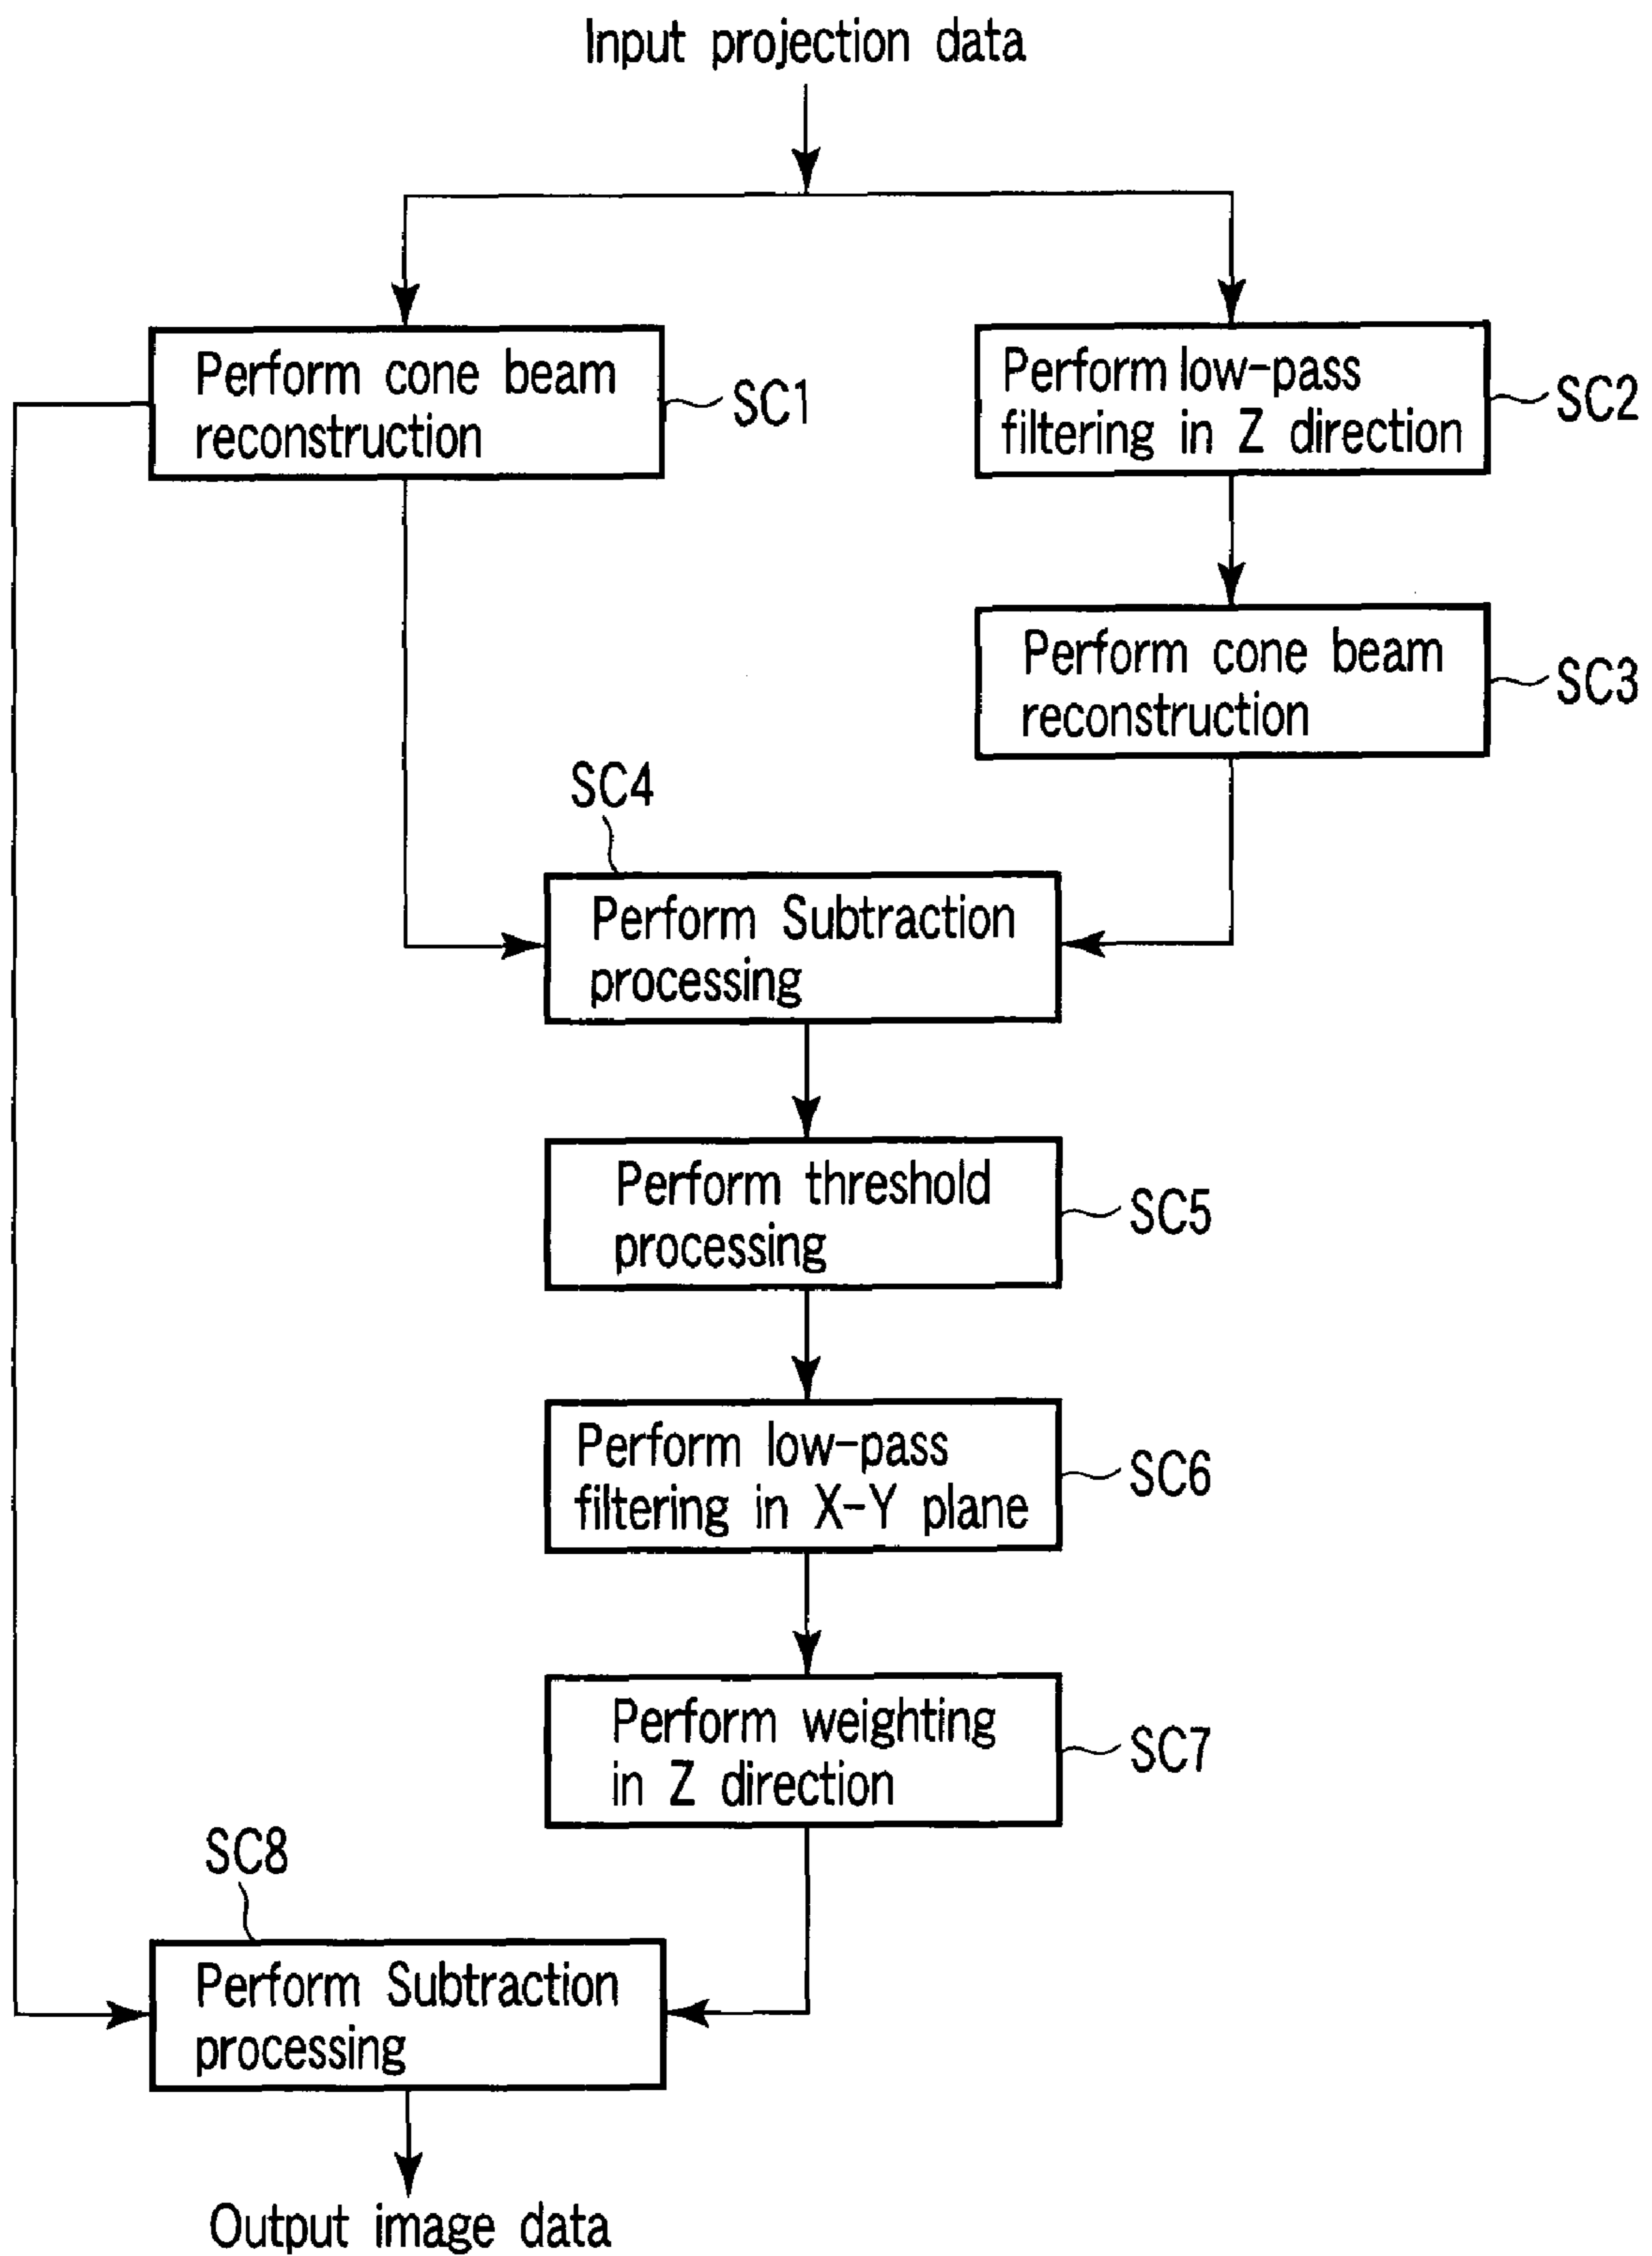 Input projection data
Perform cone beam
reconstruction
SC1
Perform low-pass
filtering in Z direction
SC2
Perform cone beam
reconstruction
SC3
SC4
Perform Subtraction
processing
Perform threshold
processing
SC5
Perform low-pass
filtering in X-Y plane
SC6
Perform weighting
in Z direction
SC7
SC8
Perform Subtraction
processing
Output image data